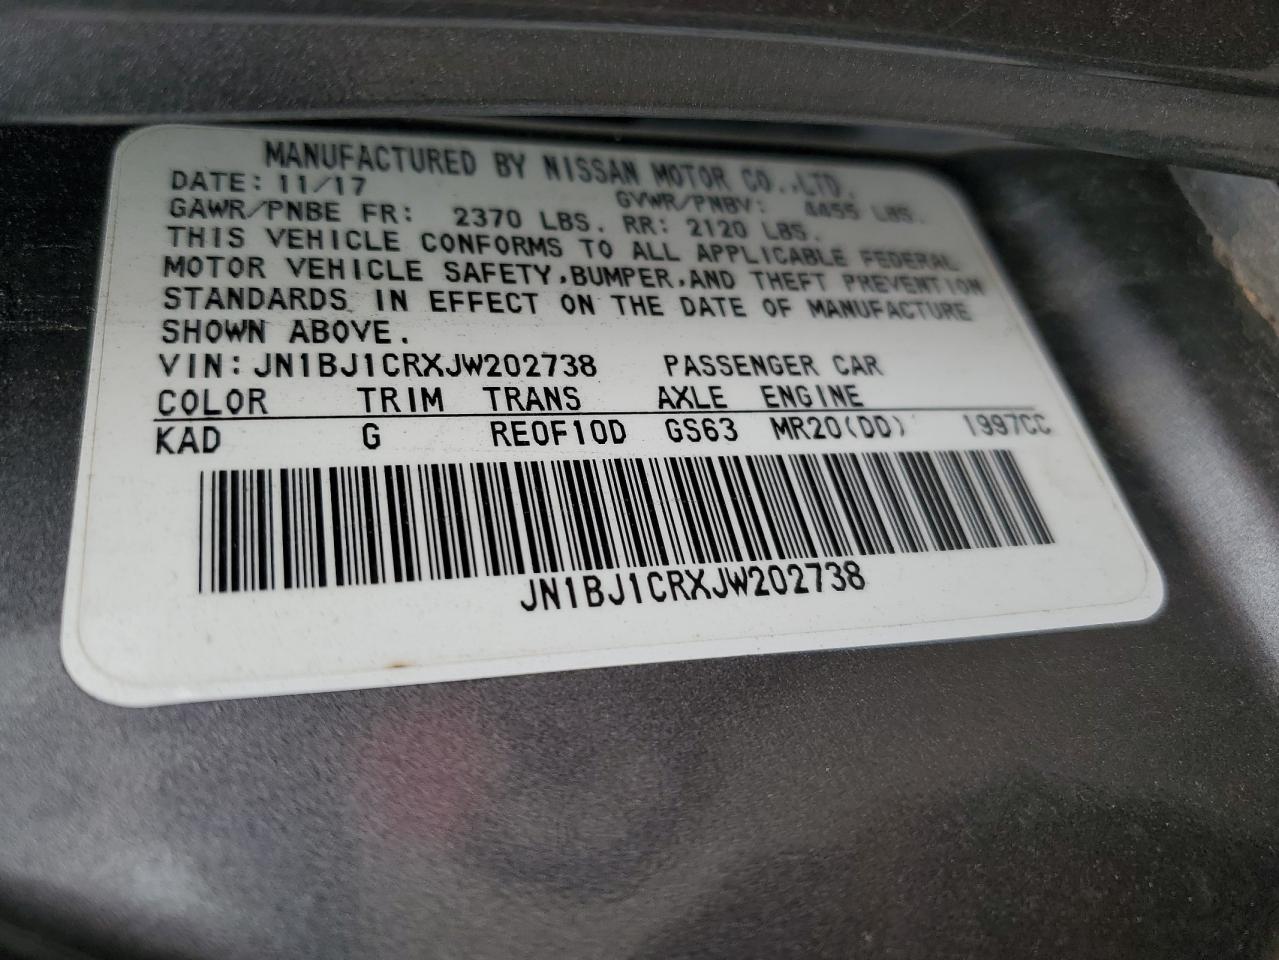 MANUFACTURED BY NISSAN MOTOR CO.,LTD.
DATE: 11/17 GVWR/PNBV: 4455 LBS.
GAWR/PNBE FR: 2370 LBS. RR: 2120 LBS.
THIS VEHICLE CONFORMS TO ALL APPLICABLE FEDERAL
MOTOR VEHICLE SAFETY,BUMPER,AND THEFT PREVENTION
STANDARDS IN EFFECT ON THE DATE OF MANUFACTURE
SHOWN ABOVE.
VIN: JN1BJ1CRXJW202738 PASSENGER CAR
COLOR TRIM TRANS AXLE ENGINE
KAD G RE0F10D GS63 MR20(DD) 1997CC
JN1BJ1CRXJW202738